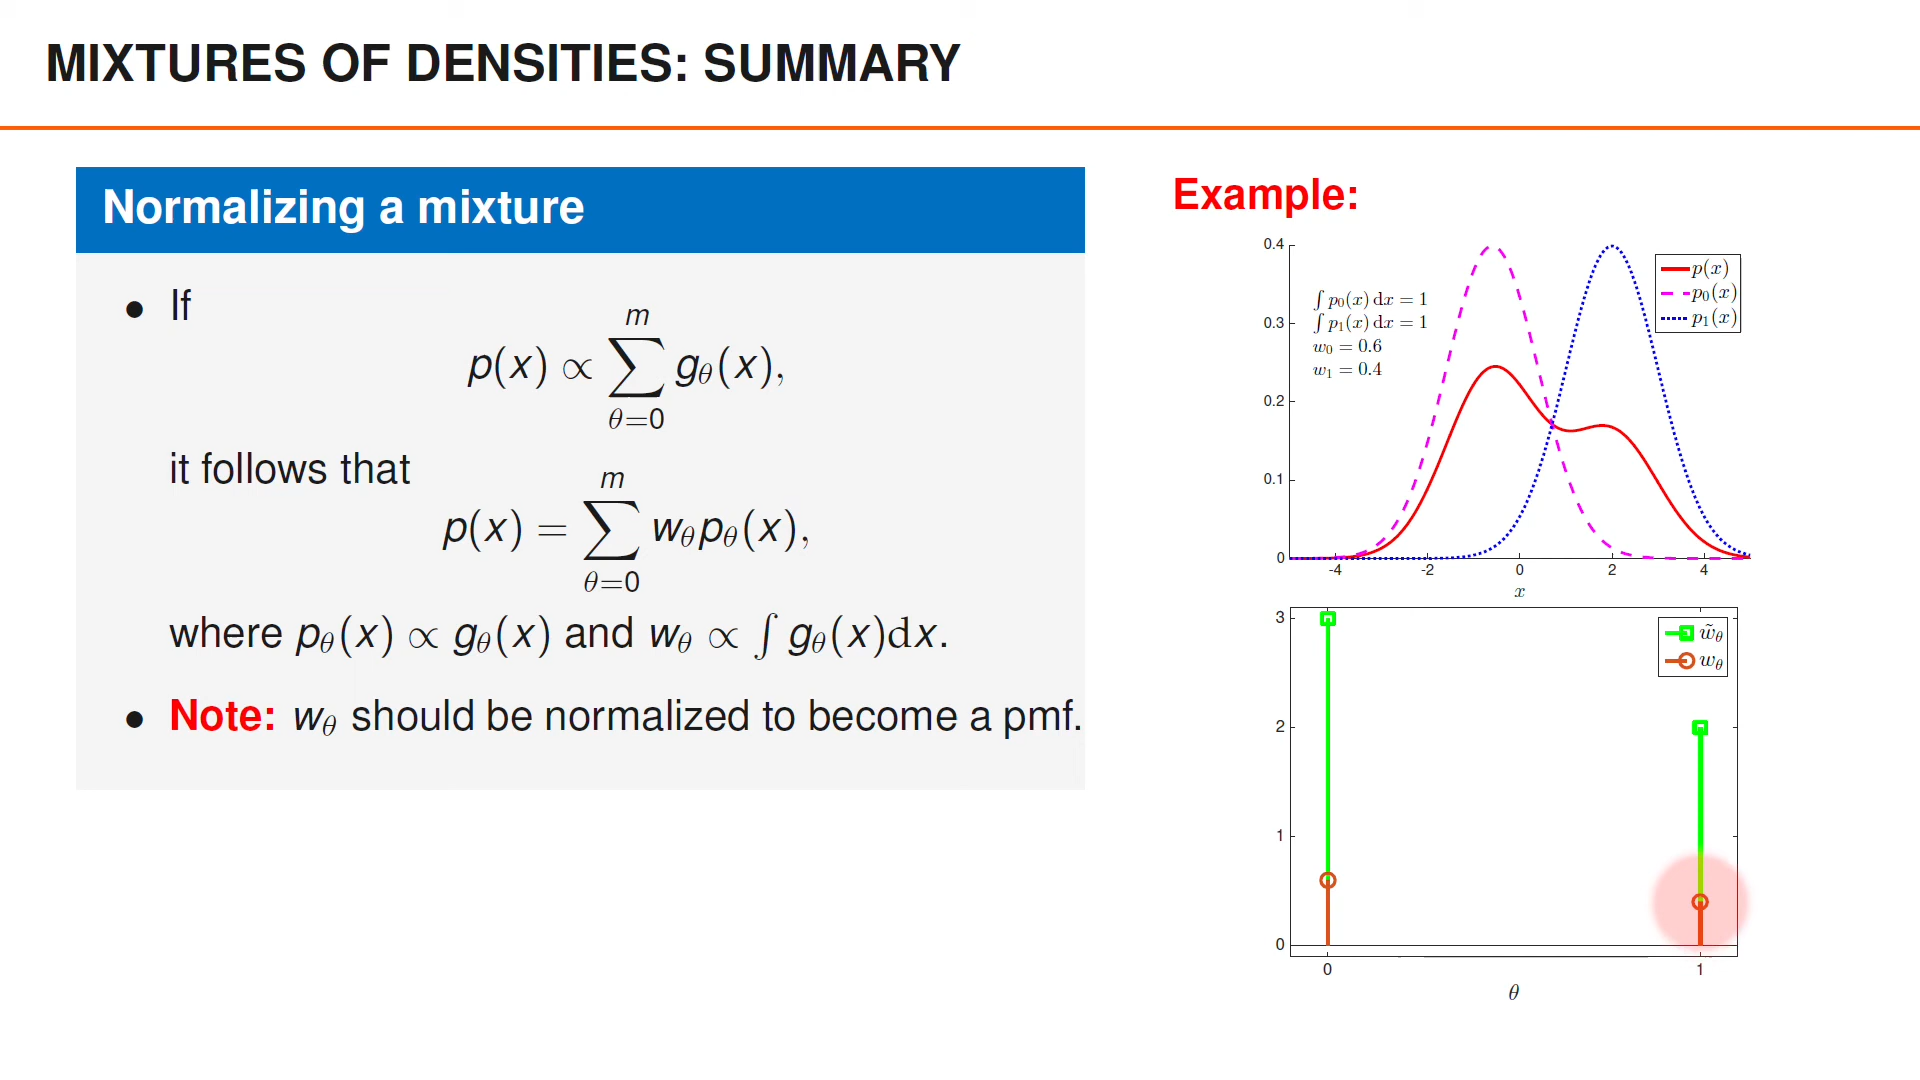 MIXTURES OF DENSITIES: SUMMARY
Normalizing a mixture
• If
p(x) ∝ ∑_{θ=0}^{m} g_θ(x),
it follows that
p(x) = ∑_{θ=0}^{m} w_θ p_θ(x),
where p_θ(x) ∝ g_θ(x) and w_θ ∝ ∫ g_θ(x)dx.
• Note: w_θ should be normalized to become a pmf.
Example:
0.4
0.3
0.2
0.1
0
∫ p_0(x) dx = 1
∫ p_1(x) dx = 1
w_0 = 0.6
w_1 = 0.4
p(x)
p_0(x)
p_1(x)
-4 -2 0 2 4
x
3
2
1
0
w̃_θ
w_θ
0 1
θ